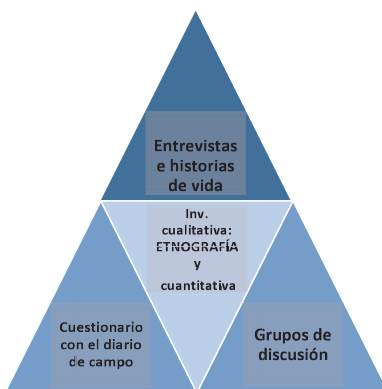 Entrevistas
e historias
de vida
Inv.
cualitativa:
ETNOGRAFÍA
y
cuantitativa
Cuestionario
con el diario
de campo
Grupos de
discusión